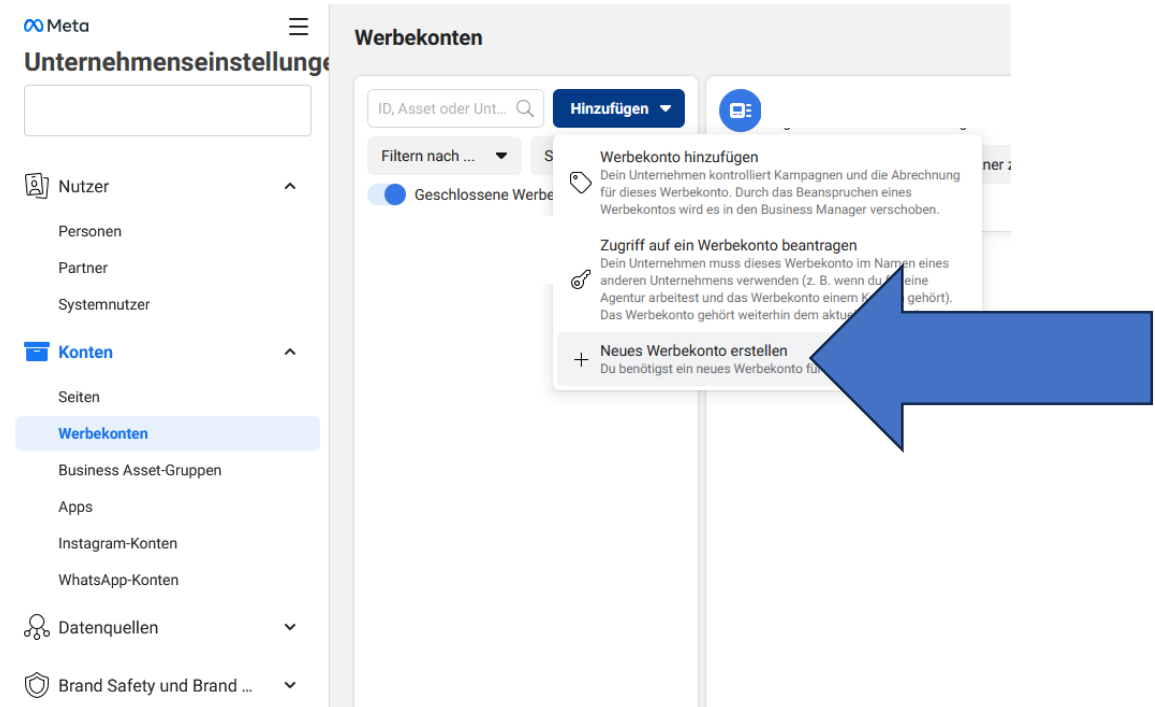 Meta
Unternehmenseinstellunge
Nutzer
Personen
Partner
Systemnutzer
Konten
Seiten
Werbekonten
Business Asset-Gruppen
Apps
Instagram-Konten
WhatsApp-Konten
Datenquellen
Brand Safety und Brand ...
Werbekonten
ID, Asset oder Unt...
Hinzufügen
Filtern nach ...
S
Geschlossene Werbe
Werbekonto hinzufügen
Dein Unternehmen kontrolliert Kampagnen und die Abrechnung
für dieses Werbekonto. Durch das Beanspruchen eines
Werbekontos wird es in den Business Manager verschoben.
Zugriff auf ein Werbekonto beantragen
Dein Unternehmen muss dieses Werbekonto im Namen eines
anderen Unternehmens verwenden (z. B. wenn du eine
Agentur arbeitest und das Werbekonto einem gehört).
Das Werbekonto gehört weiterhin dem
Neues Werbekonto erstellen
Du benötigst ein neues Werbekonto für
ner z